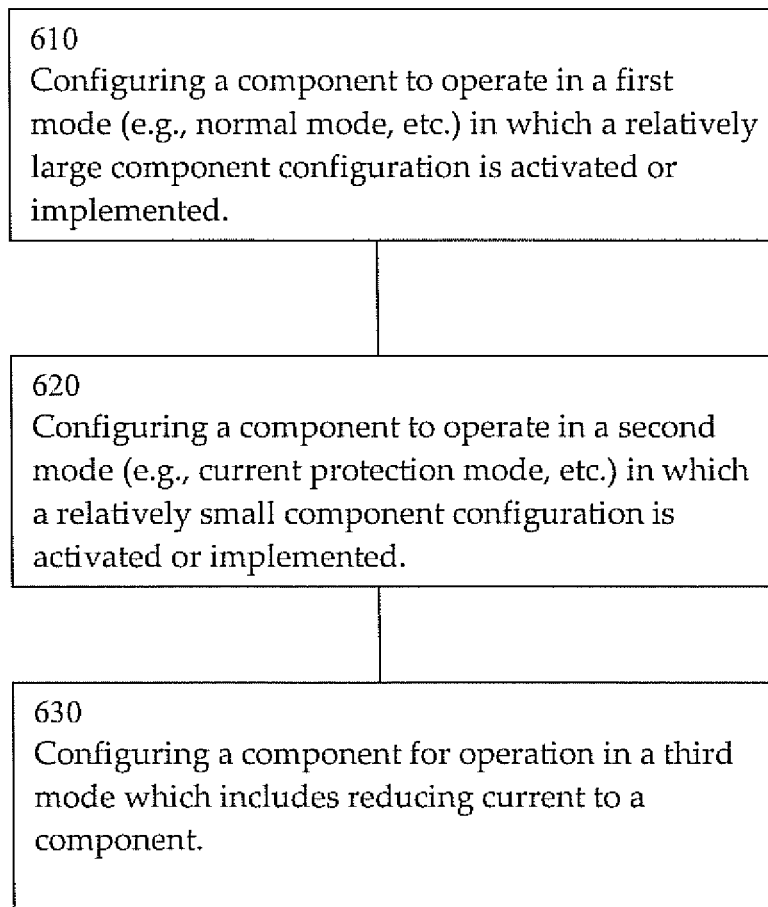 610
Configuring a component to operate in a first
mode (e.g., normal mode, etc.) in which a relatively
large component configuration is activated or
implemented.
620
Configuring a component to operate in a second
mode (e.g., current protection mode, etc.) in which
a relatively small component configuration is
activated or implemented.
630
Configuring a component for operation in a third
mode which includes reducing current to a
component.